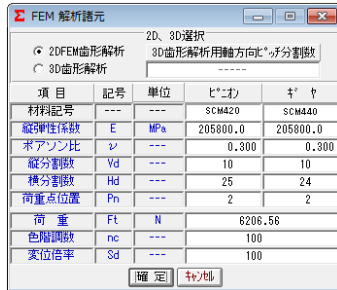 Σ FEM 解析諸元
2D、3D選択
2DFEM歯形解析
3D歯形解析用軸方向ピッチ分割数
3D歯形解析
-----
項 目 記号 単位 ピニオン ギ ヤ
材料記号 --- --- SCM420 SCM440
縦弾性係数 E MPa 205800.0 205800.0
ポアソン比 ν --- 0.300 0.300
縦分割数 Vd --- 10 10
横分割数 Hd --- 25 24
荷重点位置 Pn --- 2 2
荷 重 Ft N 6206.56
色階調数 nc --- 100
変位倍率 Sd --- 100
確 定 キャンセル